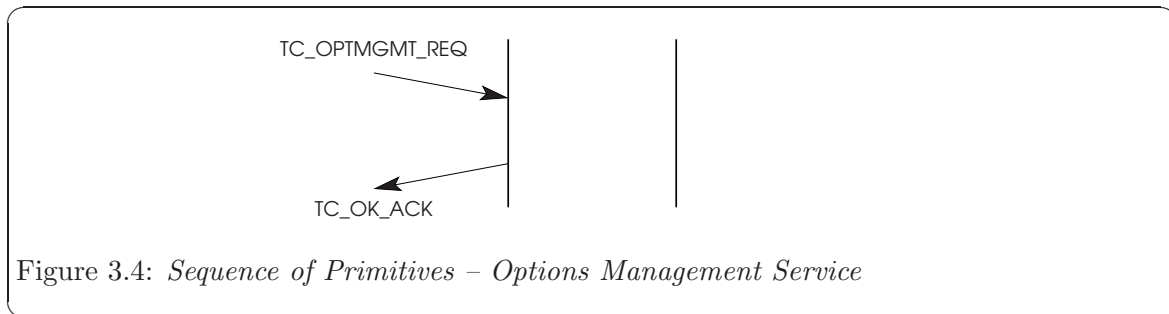 TC_OPTMGMT_REQ
TC_OK_ACK
Figure 3.4: Sequence of Primitives – Options Management Service